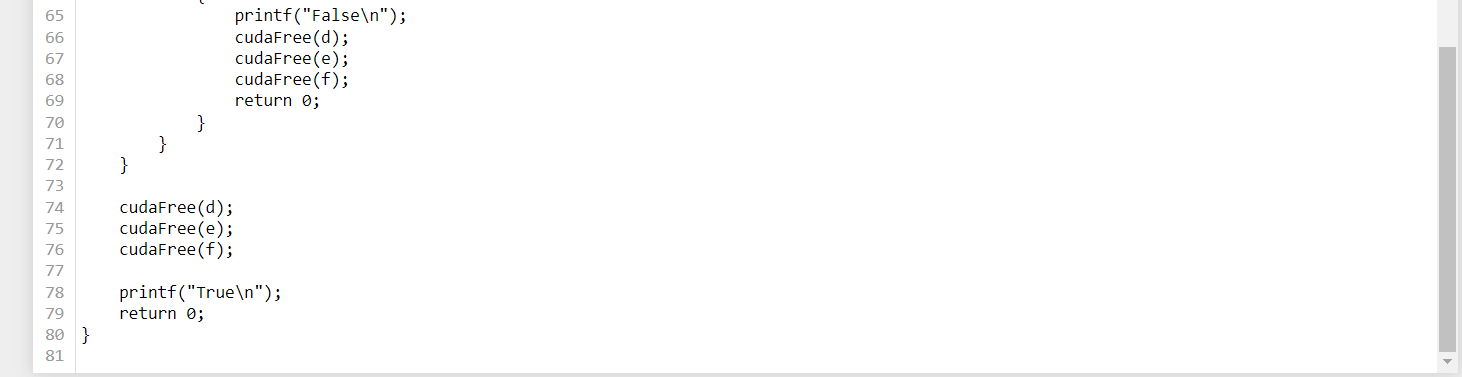 65 printf("False\n");
66 cudaFree(d);
67 cudaFree(e);
68 cudaFree(f);
69 return 0;
70 }
71 }
72 }
73
74 cudaFree(d);
75 cudaFree(e);
76 cudaFree(f);
77
78 printf("True\n");
79 return 0;
80 }
81